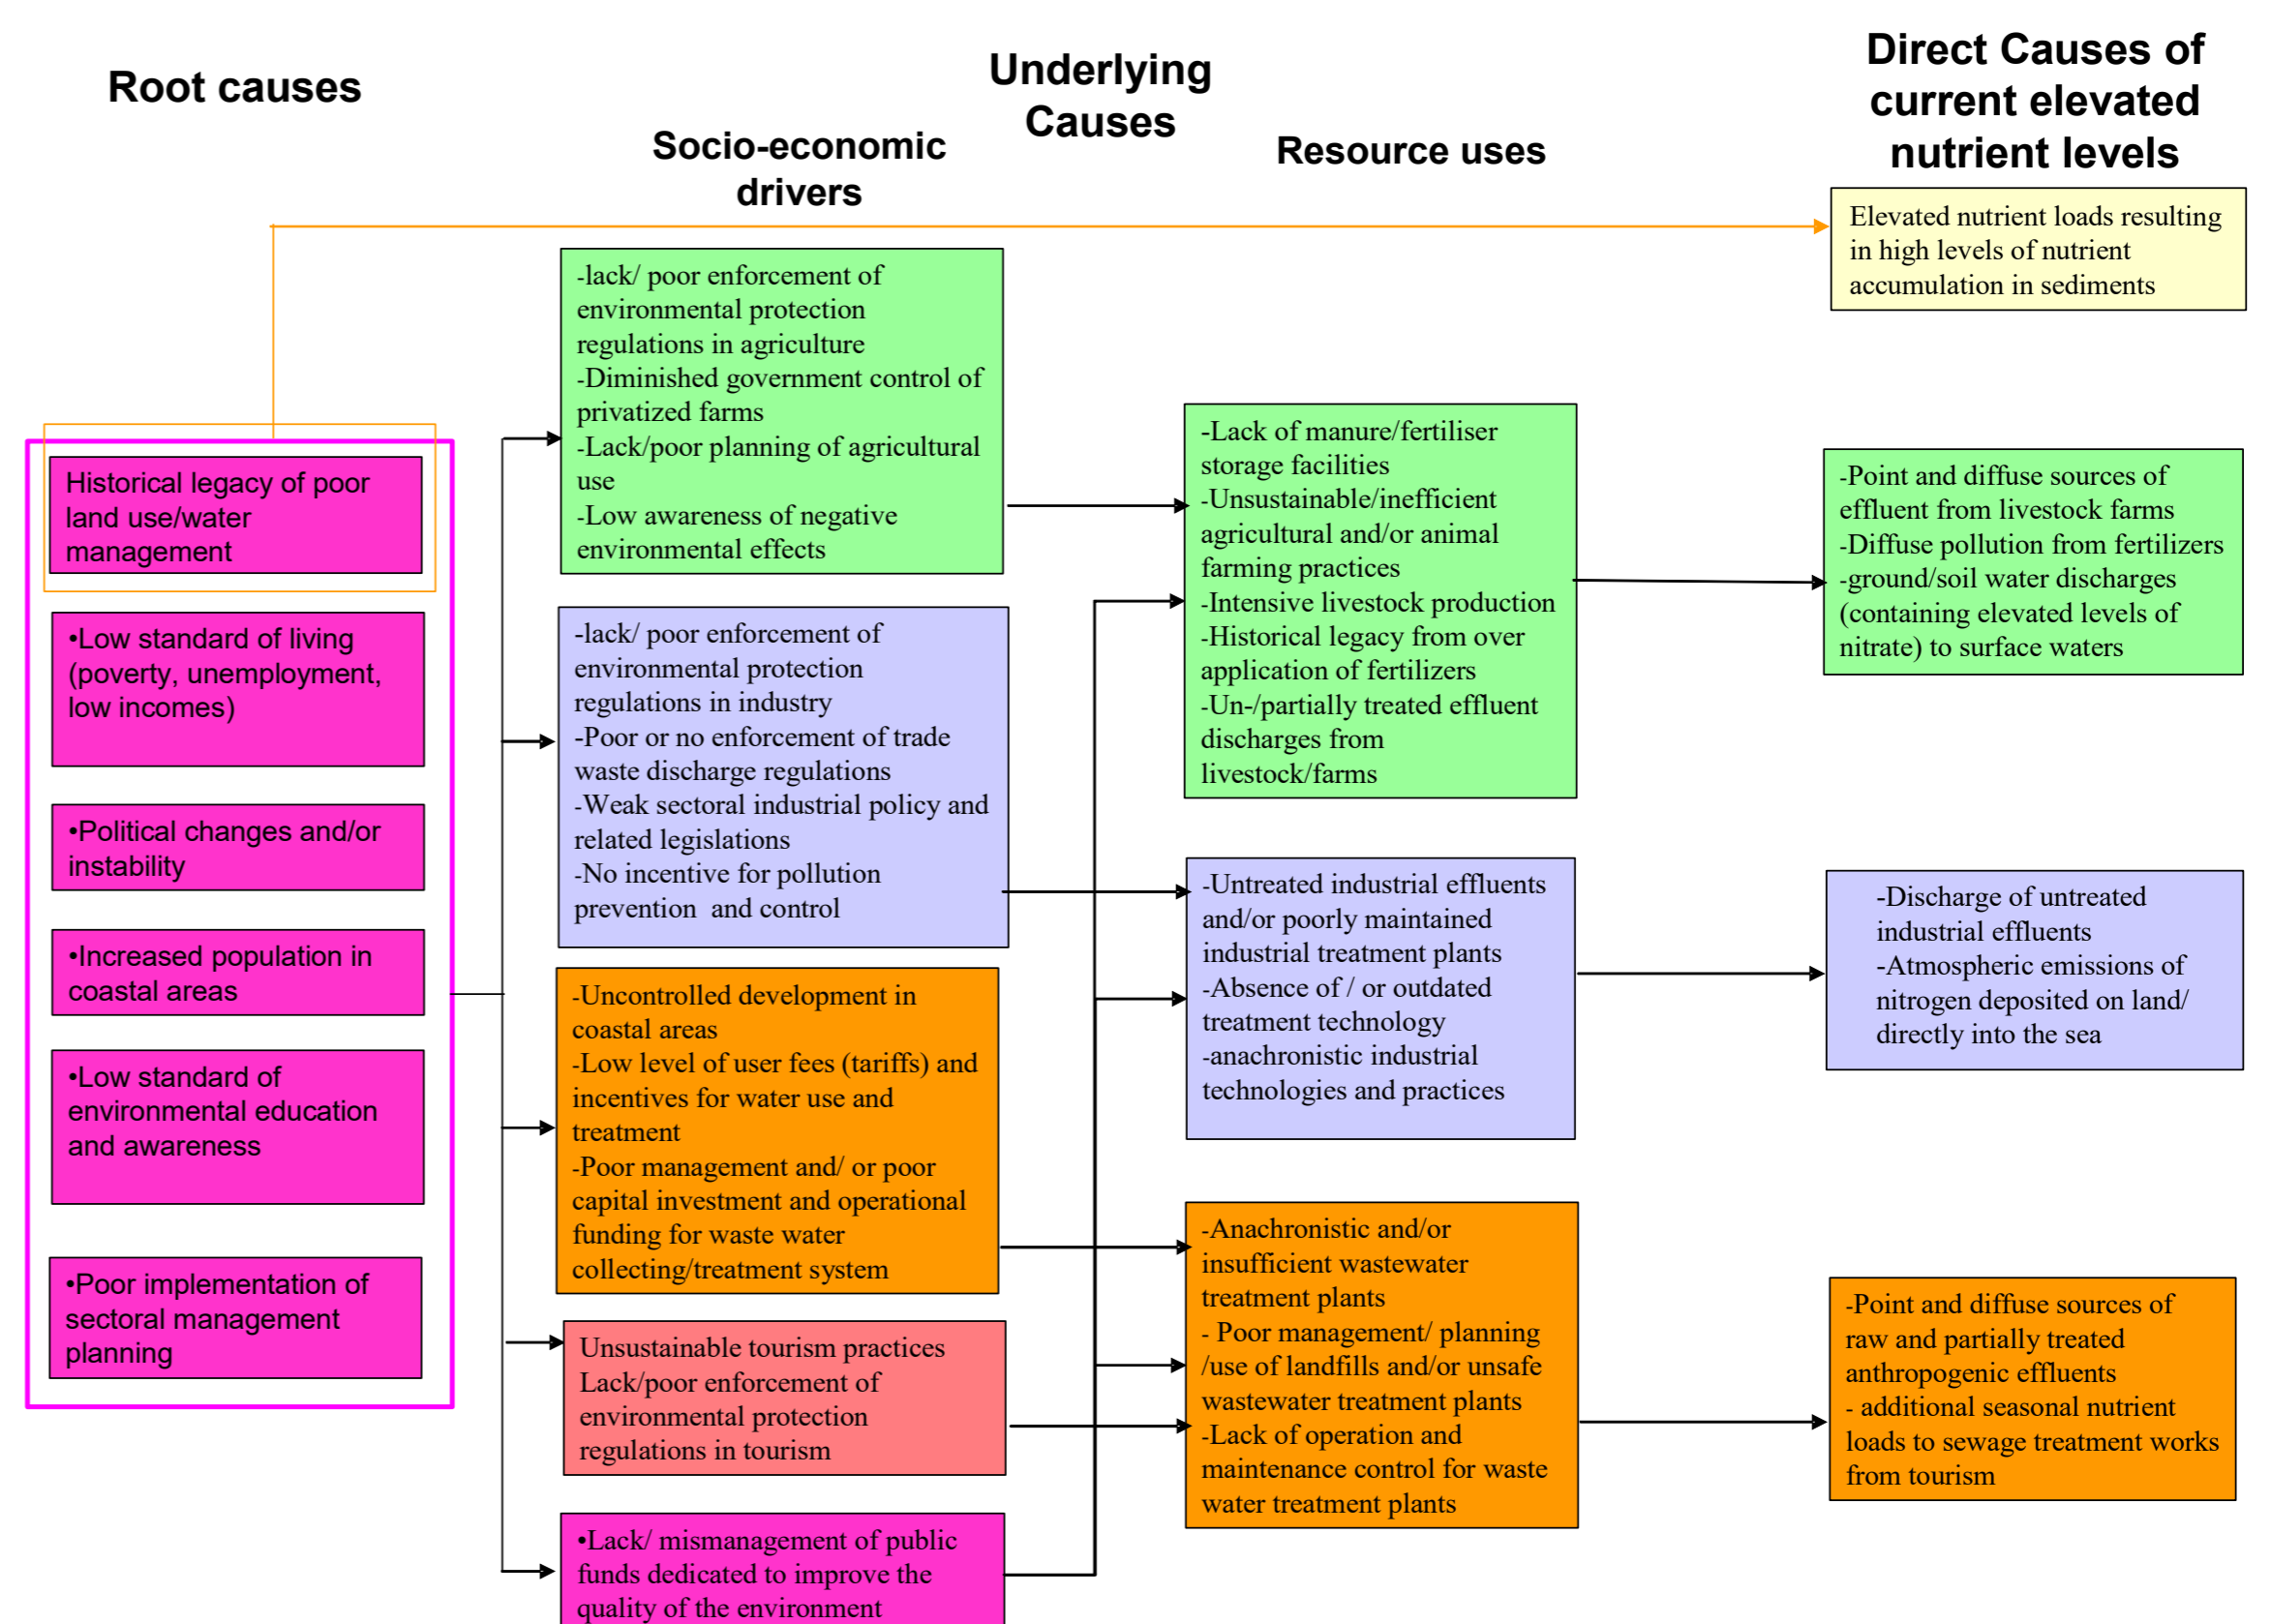 Root causes
Underlying
Causes
Socio-economic
drivers
Resource uses
Direct Causes of
current elevated
nutrient levels
Historical legacy of poor
land use/water
management
•Low standard of living
(poverty, unemployment,
low incomes)
•Political changes and/or
instability
•Increased population in
coastal areas
•Low standard of
environmental education
and awareness
•Poor implementation of
sectoral management
planning
-lack/ poor enforcement of
environmental protection
regulations in agriculture
-Diminished government control of
privatized farms
-Lack/poor planning of agricultural
use
-Low awareness of negative
environmental effects
-lack/ poor enforcement of
environmental protection
regulations in industry
-Poor or no enforcement of trade
waste discharge regulations
-Weak sectoral industrial policy and
related legislations
-No incentive for pollution
prevention  and control
-Uncontrolled development in
coastal areas
-Low level of user fees (tariffs) and
incentives for water use and
treatment
-Poor management and/ or poor
capital investment and operational
funding for waste water
collecting/treatment system
Unsustainable tourism practices
Lack/poor enforcement of
environmental protection
regulations in tourism
•Lack/ mismanagement of public
funds dedicated to improve the
quality of the environment
-Lack of manure/fertiliser
storage facilities
-Unsustainable/inefficient
agricultural and/or animal
farming practices
-Intensive livestock production
-Historical legacy from over
application of fertilizers
-Un-/partially treated effluent
discharges from
livestock/farms
-Untreated industrial effluents
and/or poorly maintained
industrial treatment plants
-Absence of / or outdated
treatment technology
-anachronistic industrial
technologies and practices
-Anachronistic and/or
insufficient wastewater
treatment plants
- Poor management/ planning
/use of landfills and/or unsafe
wastewater treatment plants
-Lack of operation and
maintenance control for waste
water treatment plants
Elevated nutrient loads resulting
in high levels of nutrient
accumulation in sediments
-Point and diffuse sources of
effluent from livestock farms
-Diffuse pollution from fertilizers
-ground/soil water discharges
(containing elevated levels of
nitrate) to surface waters
-Discharge of untreated
industrial effluents
-Atmospheric emissions of
nitrogen deposited on land/
directly into the sea
-Point and diffuse sources of
raw and partially treated
anthropogenic effluents
- additional seasonal nutrient
loads to sewage treatment works
from tourism